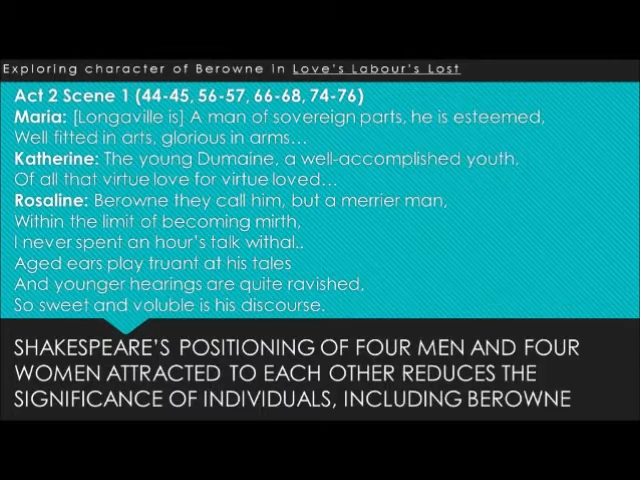 Exploring character of Berowne in Love's Labour's Lost
Act 2 Scene 1 (44-45, 56-57, 66-68, 74-76)
Maria: [Longaville is] A man of sovereign parts, he is esteemed,
Well fitted in arts, glorious in arms…
Katherine: The young Dumaine, a well-accomplished youth,
Of all that virtue love for virtue loved…
Rosaline: Berowne they call him, but a merrier man,
Within the limit of becoming mirth,
I never spent an hour's talk withal..
Aged ears play truant at his tales
And younger hearings are quite ravished,
So sweet and voluble is his discourse.
SHAKESPEARE'S POSITIONING OF FOUR MEN AND FOUR
WOMEN ATTRACTED TO EACH OTHER REDUCES THE
SIGNIFICANCE OF INDIVIDUALS, INCLUDING BEROWNE